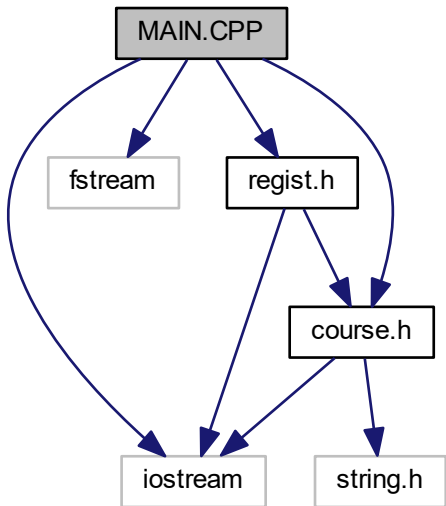 MAIN.CPP
fstream
regist.h
course.h
iostream
string.h